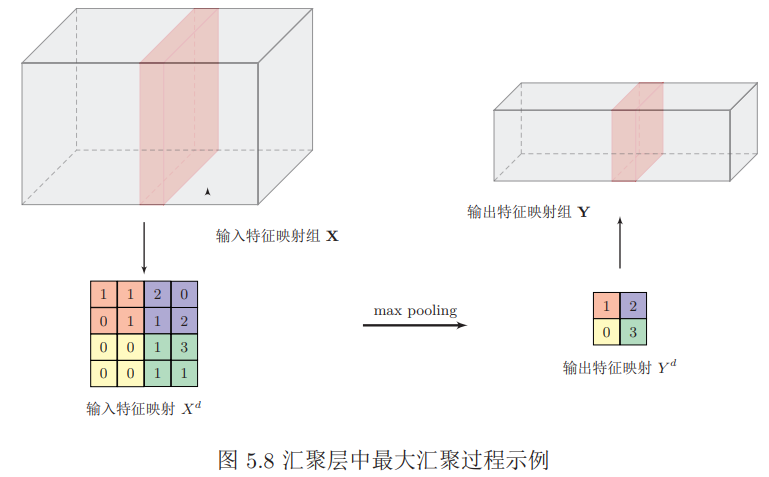 输入特征映射组 X
输出特征映射组 Y
1 1 2 0
0 1 1 2
0 0 1 3
0 0 1 1
输入特征映射 X^d
max pooling
1 2
0 3
输出特征映射 Y^d
图 5.8 汇聚层中最大汇聚过程示例